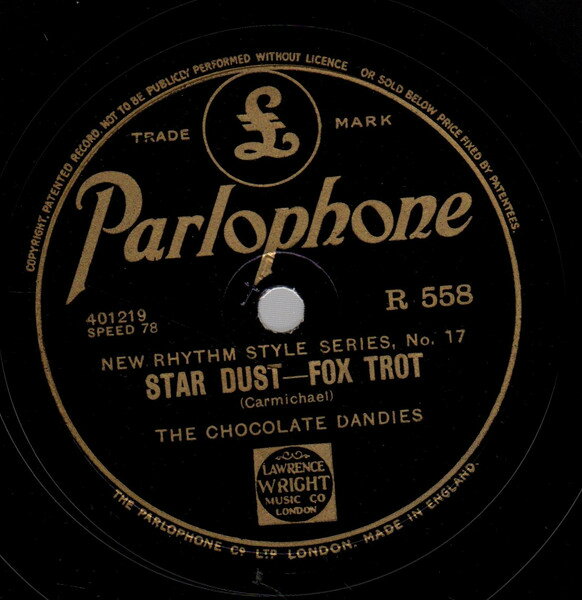 COPYRIGHT, PATENTED RECORD. NOT TO BE PUBLICLY PERFORMED WITHOUT LICENCE OR SOLD BELOW PRICE FIXED BY PATENTEES.
£
TRADE MARK
Parlophone
401219
SPEED 78
R 558
NEW RHYTHM STYLE SERIES, No. 17
STAR DUST—FOX TROT
(Carmichael)
THE CHOCOLATE DANDIES
LAWRENCE
WRIGHT
MUSIC CO
LONDON
THE PARLOPHONE CO LTD LONDON. MADE IN ENGLAND.